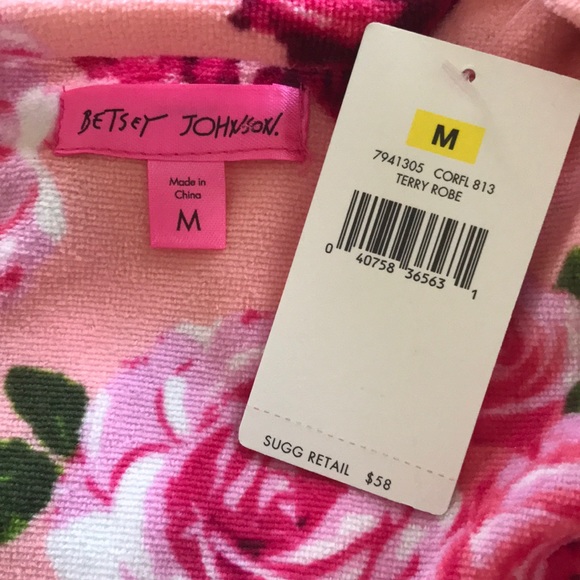 BETSEY JOHNSON.
Made in
China
M
M
7941305 CORFL 813
TERRY ROBE
0 40758 36563 1
SUGG RETAIL $58